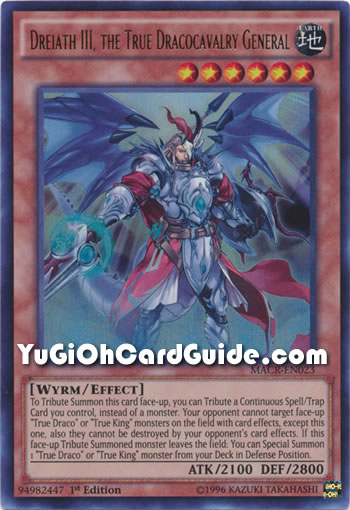 Dreiath III, the True Dracocavalry General
EARTH
地
YuGiOhCardGuide.com
MACR-EN023
[Wyrm/Effect]
To Tribute Summon this card face-up, you can Tribute a Continuous Spell/Trap
Card you control, instead of a monster. Your opponent cannot target face-up
"True Draco" or "True King" monsters on the field with card effects, except this
one, also they cannot be destroyed by your opponent's card effects. If this
face-up Tribute Summoned monster leaves the field: You can Special Summon
1 "True Draco" or "True King" monster from your Deck in Defense Position.
ATK/2100 DEF/2800
94982447 1st Edition ©1996 KAZUKI TAKAHASHI